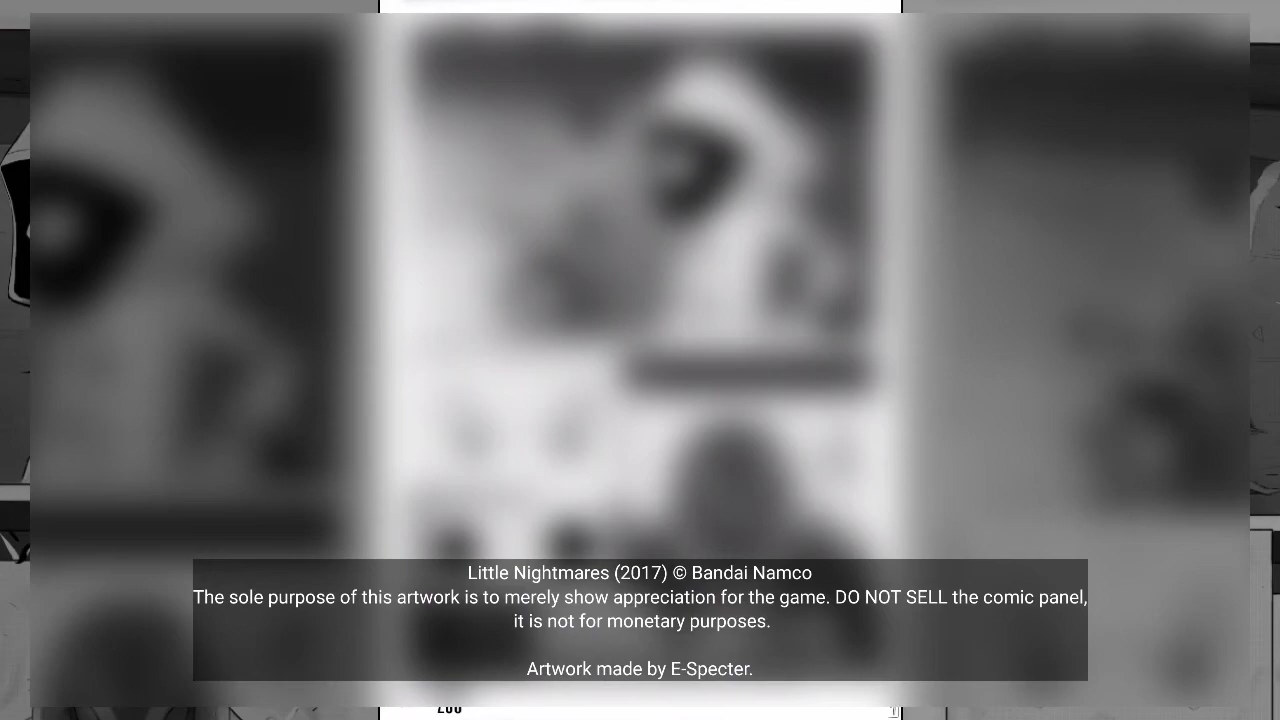 Little Nightmares (2017) © Bandai Namco
The sole purpose of this artwork is to merely show appreciation for the game. DO NOT SELL the comic panel,
it is not for monetary purposes.
Artwork made by E-Specter.